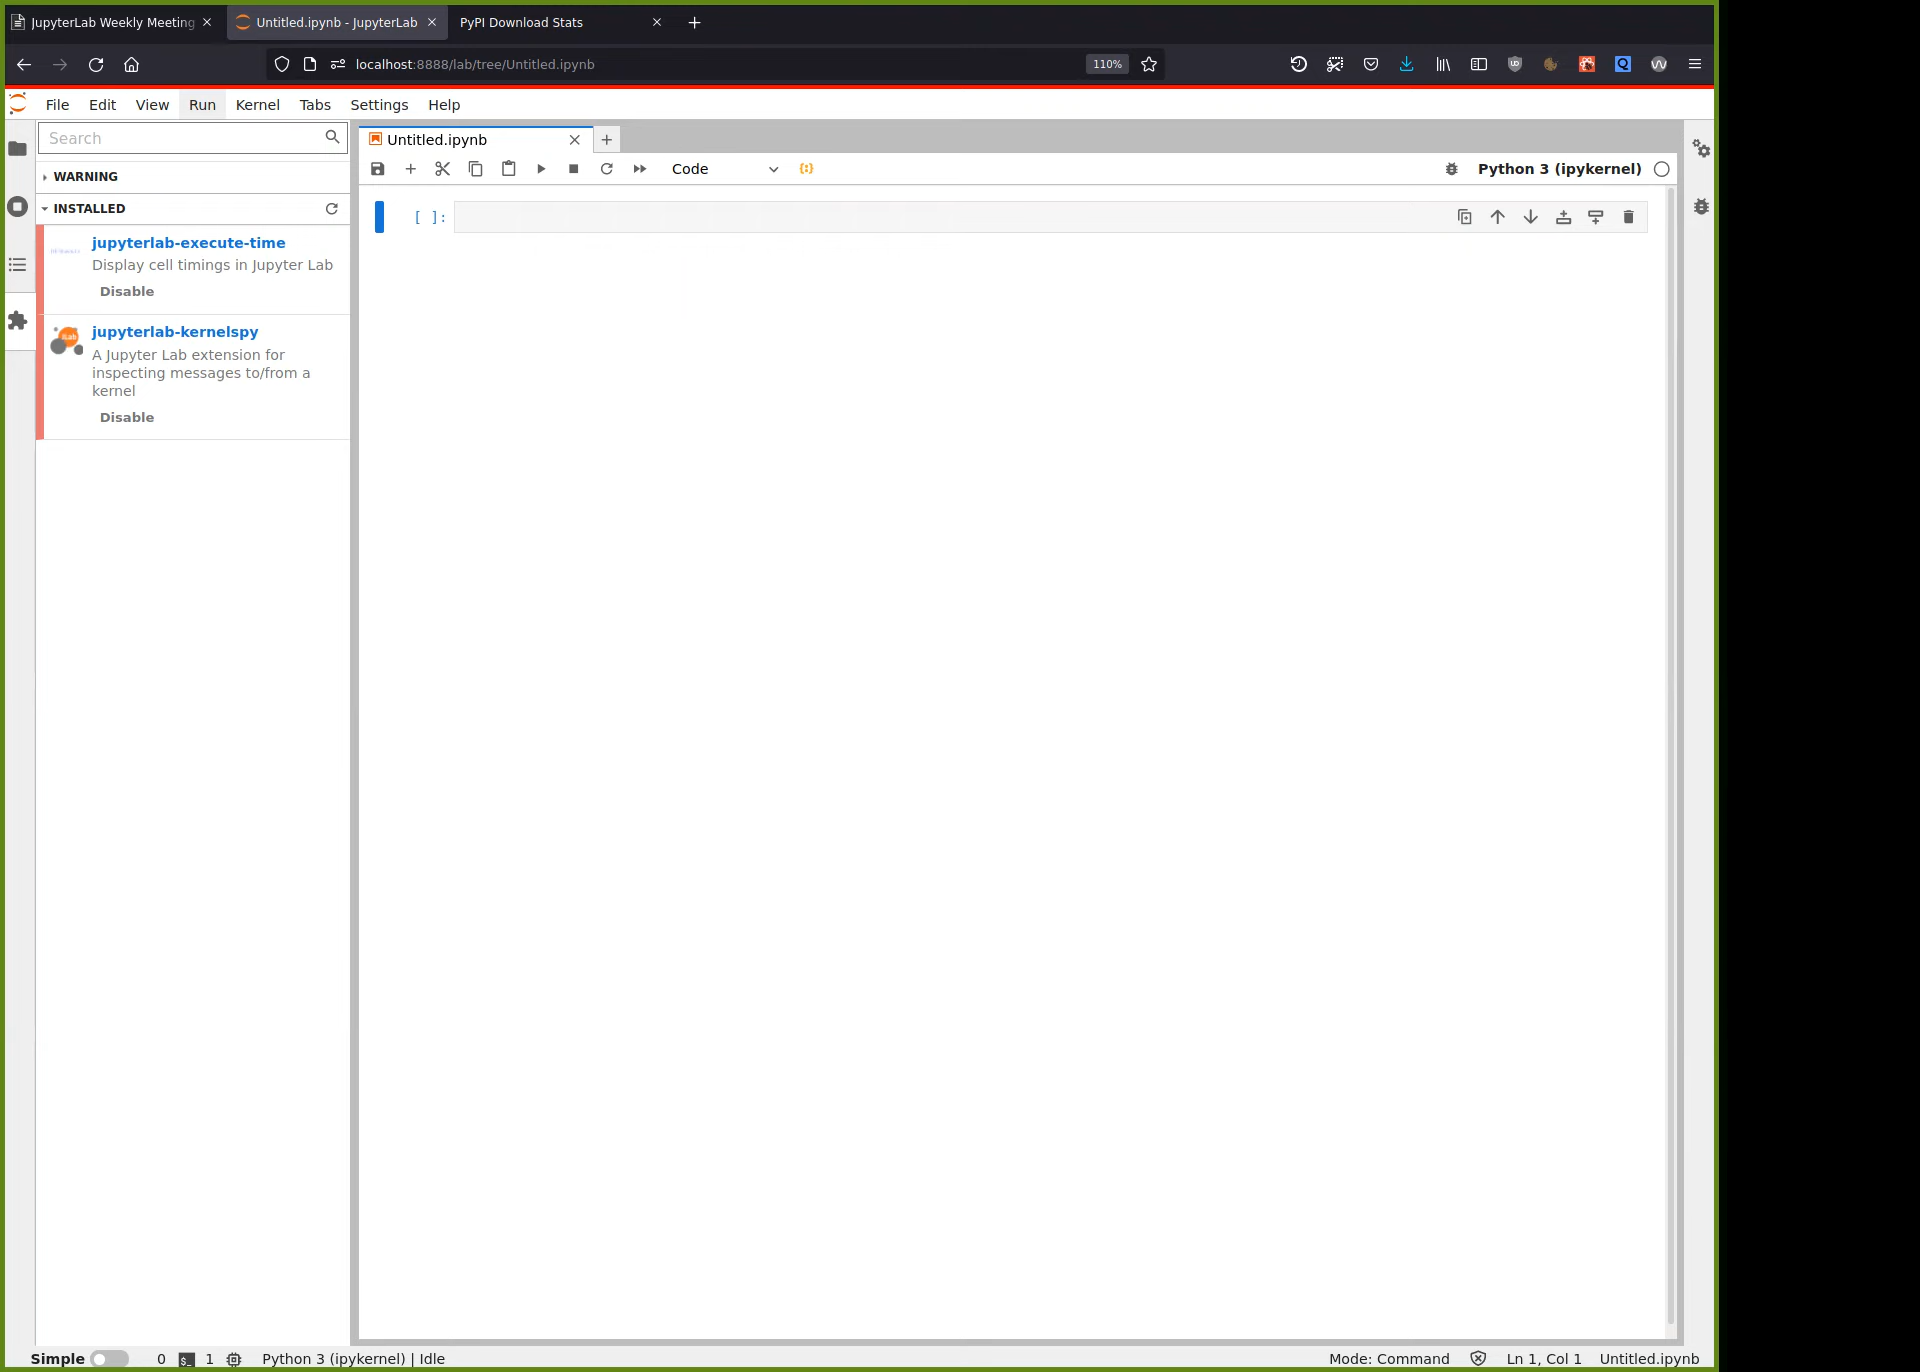 JupyterLab Weekly Meeting
Untitled.ipynb - JupyterLab
PyPI Download Stats
localhost:8888/lab/tree/Untitled.ipynb
110%
File Edit View Run Kernel Tabs Settings Help
Search
WARNING
INSTALLED
jupyterlab-execute-time
Display cell timings in Jupyter Lab
Disable
jupyterlab-kernelspy
A Jupyter Lab extension for
inspecting messages to/from a
kernel
Disable
Untitled.ipynb
Code
Python 3 (ipykernel)
[ ]:
Simple 0 1 Python 3 (ipykernel) | Idle
Mode: Command Ln 1, Col 1 Untitled.ipynb